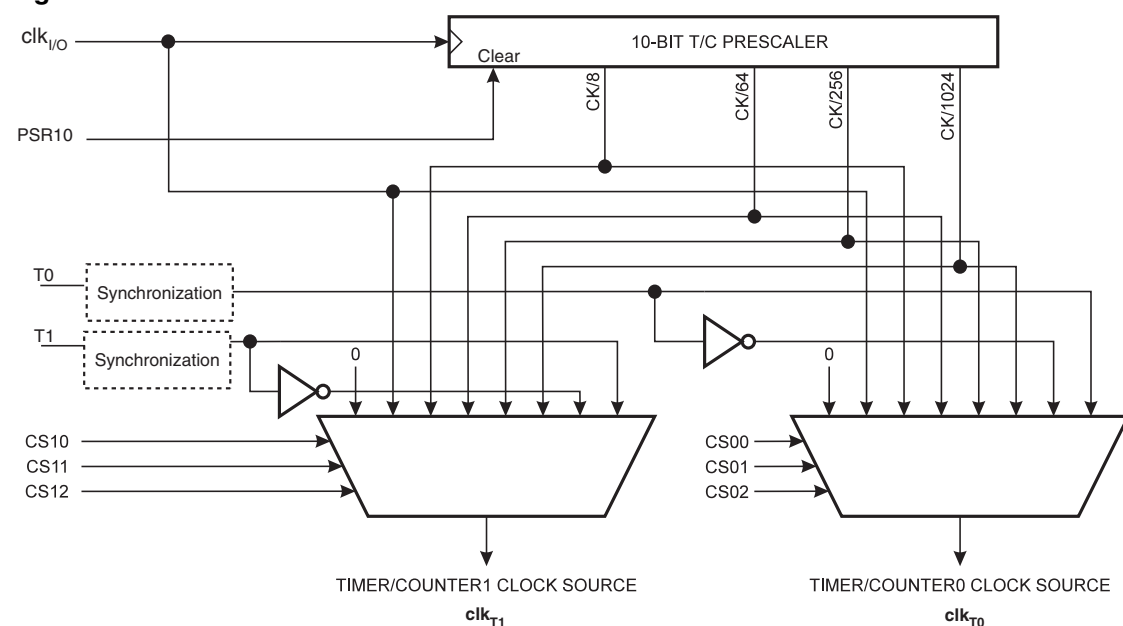 clkI/O
10-BIT T/C PRESCALER
Clear
CK/8
CK/64
CK/256
CK/1024
PSR10
T0
Synchronization
T1
Synchronization
0
0
CS10
CS11
CS12
CS00
CS01
CS02
TIMER/COUNTER1 CLOCK SOURCE
clkT1
TIMER/COUNTER0 CLOCK SOURCE
clkT0